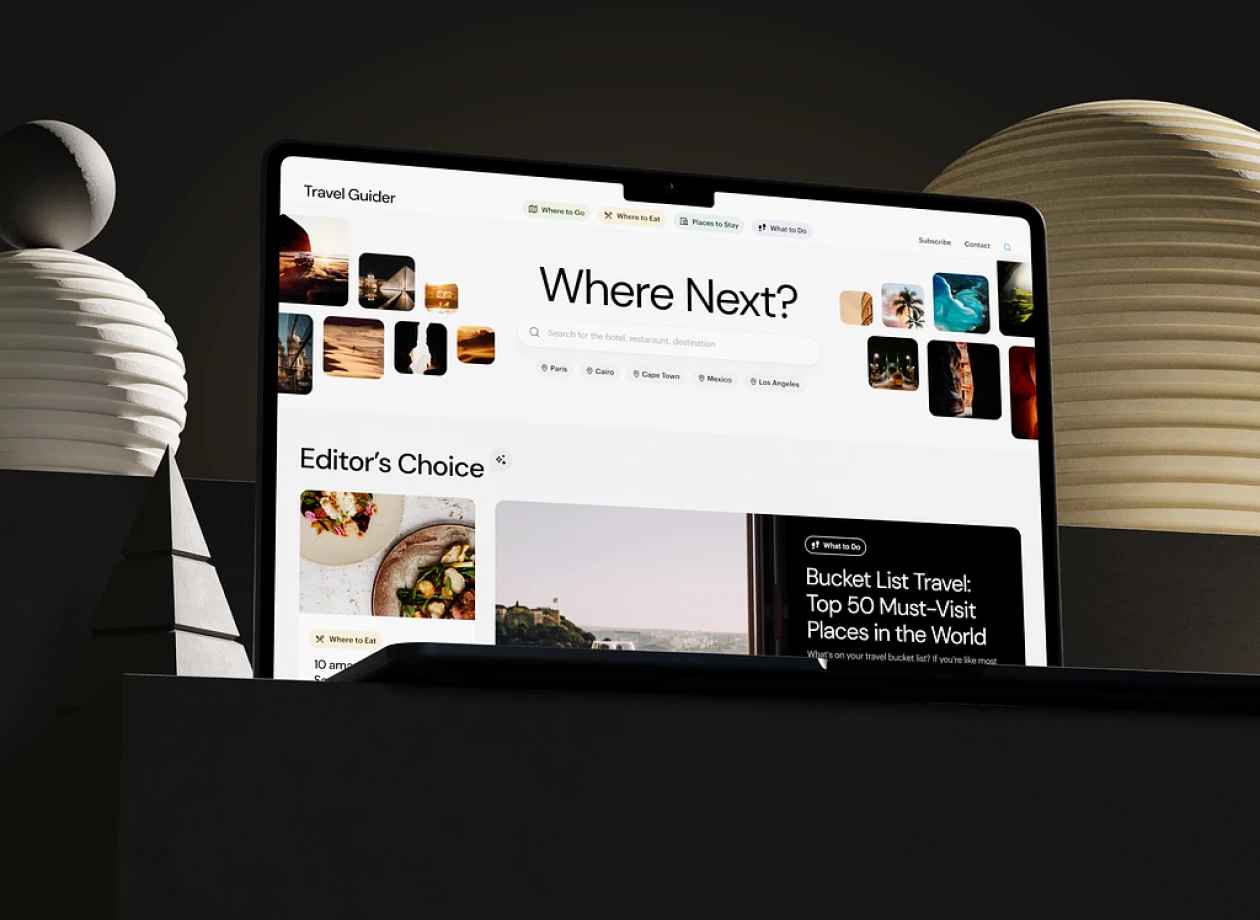 Travel Guider
Where to Go
Where to Eat
Places to Stay
What to Do
Subscribe
Contact
Where Next?
Search for the hotel, restaraunt, destination
Paris
Cairo
Cape Town
Mexico
Los Angeles
Editor's Choice
Where to Eat
10
What to Do
Bucket List Travel:
Top 50 Must-Visit
Places in the World
What's on your travel bucket list? If you're like most